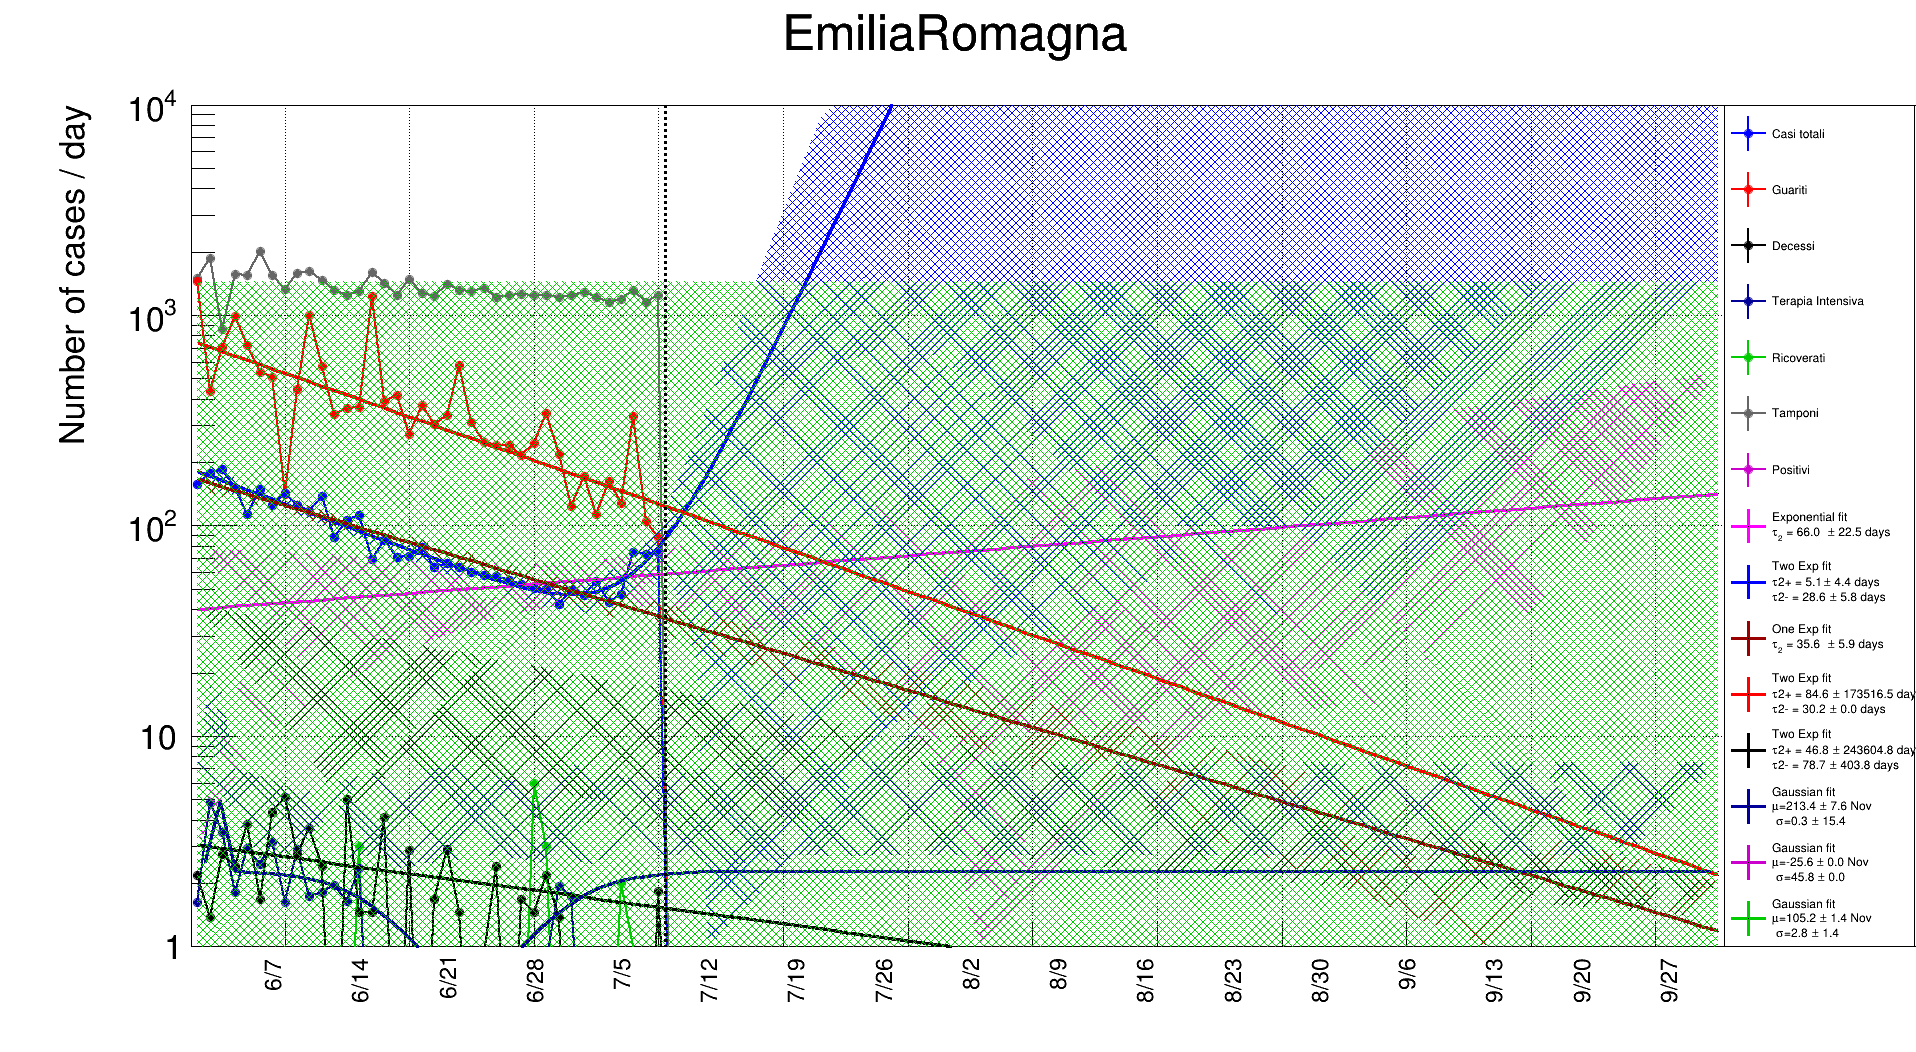 EmiliaRomagna
Number of cases / day
10⁴
10³
10²
10
1
6/7
6/14
6/21
6/28
7/5
7/12
7/19
7/26
8/2
8/9
8/16
8/23
8/30
9/6
9/13
9/20
9/27
Casi totali
Guariti
Decessi
Terapia Intensiva
Ricoverati
Tamponi
Positivi
Exponential fit
τ₂ = 66.0 ± 22.5 days
Two Exp fit
τ2+ = 5.1 ± 4.4 days
τ2- = 28.6 ± 5.8 days
One Exp fit
τ₂ = 35.6 ± 5.9 days
Two Exp fit
τ2+ = 84.6 ± 173516.5 day
τ2- = 30.2 ± 0.0 days
Two Exp fit
τ2+ = 46.8 ± 243604.8 day
τ2- = 78.7 ± 403.8 days
Gaussian fit
μ=213.4 ± 7.6 Nov
σ=0.3 ± 15.4
Gaussian fit
μ=-25.6 ± 0.0 Nov
σ=45.8 ± 0.0
Gaussian fit
μ=105.2 ± 1.4 Nov
σ=2.8 ± 1.4